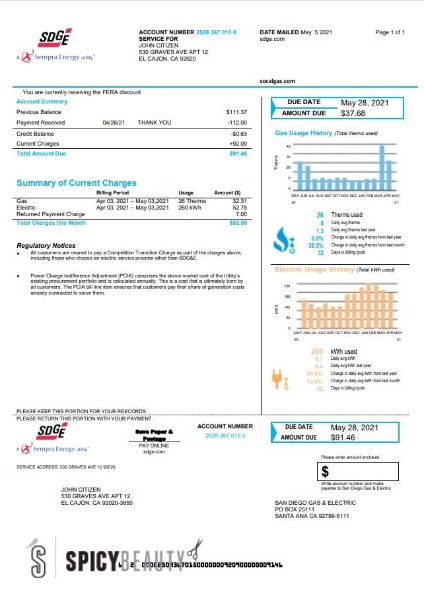 SDGE
A Sempra Energy utility
ACCOUNT NUMBER 2509 367 015 0
SERVICE FOR
JOHN CITIZEN
530 GRAVES AVE APT 12
EL CAJON, CA 92020
DATE MAILED May 5 2021
sdge.com
Page 1 of 1
socalgas.com
You are currently receiving the FERA discount
Account Summary
Previous Balance $111.37
Payment Received 04/26/21 THANK YOU -112.00
Credit Balance -$0.63
Current Charges +92.09
Total Amount Due $91.46
DUE DATE May 28, 2021
AMOUNT DUE $37.68
Summary of Current Charges
Billing Period Usage Amount ($)
Gas Apr 03, 2021 – May 03,2021 26 Therms 32.31
Electric Apr 03, 2021 – May 03,2021 260 kWh 52.78
Returned Payment Charge 7.00
Total Charges this Month $92.09
Regulatory Notices
All customers are required to pay a Competition Transition Charge as part of the charges above,
including those who choose an electric service provider other than SDG&E.
Power Charge Indifference Adjustment (PCIA) comprises the above market cost of the Utility's
existing procurement portfolio and is calculated annually. This is a cost that is ultimately born by
all customers. The PCIA bill line item ensures that customers pay their share of generation costs
already contracted to serve them.
Gas Usage History (Total therms used)
Therms
MAY JUN JUL AUG SEP OCT NOV DEC JAN FEB MAR APR MAY
20 21
26 Therms used
Daily avg therms
1.3 Daily avg therms last year
Change in daily avg therms from last year
38.5% Change in daily avg therms from last month
32 Days in billing cycle
Electric Usage History (Total kWh used)
kWh
MAY JUN JUL AUG SEP OCT NOV DEC JAN FEB MAR APR MAY
20 21
260 kWh used
Daily avg kWh
Daily avg kWh last year
Change in daily avg kWh from last year
Change in daily avg kWh from last month
32 Days in billing cycle
PLEASE KEEP THIS PORTION FOR YOUR REECORDS.
PLEASE RETURN THIS PORTION WITH YOUR PAYMENT.
SDGE
A Sempra Energy utility
Save Paper &
Postage
PAY ONLINE
sdge.com
ACCOUNT NUMBER
2509 367 015 0
DUE DATE May 28, 2021
AMOUNT DUE $91.46
SERVICE ADDRESS: 530 GRAVES AVE 12 92020
Please enter amount enclosed
$
Write account number and make
payable to San Diego Gas & Electric
JOHN CITIZEN
530 GRAVES AVE APT 12
EL CAJON, CA 92020-3650
SAN DIEGO GAS & ELECTRIC
PO BOX 25111
SANTA ANA CA 92799-5111
SPICYBEAUTY